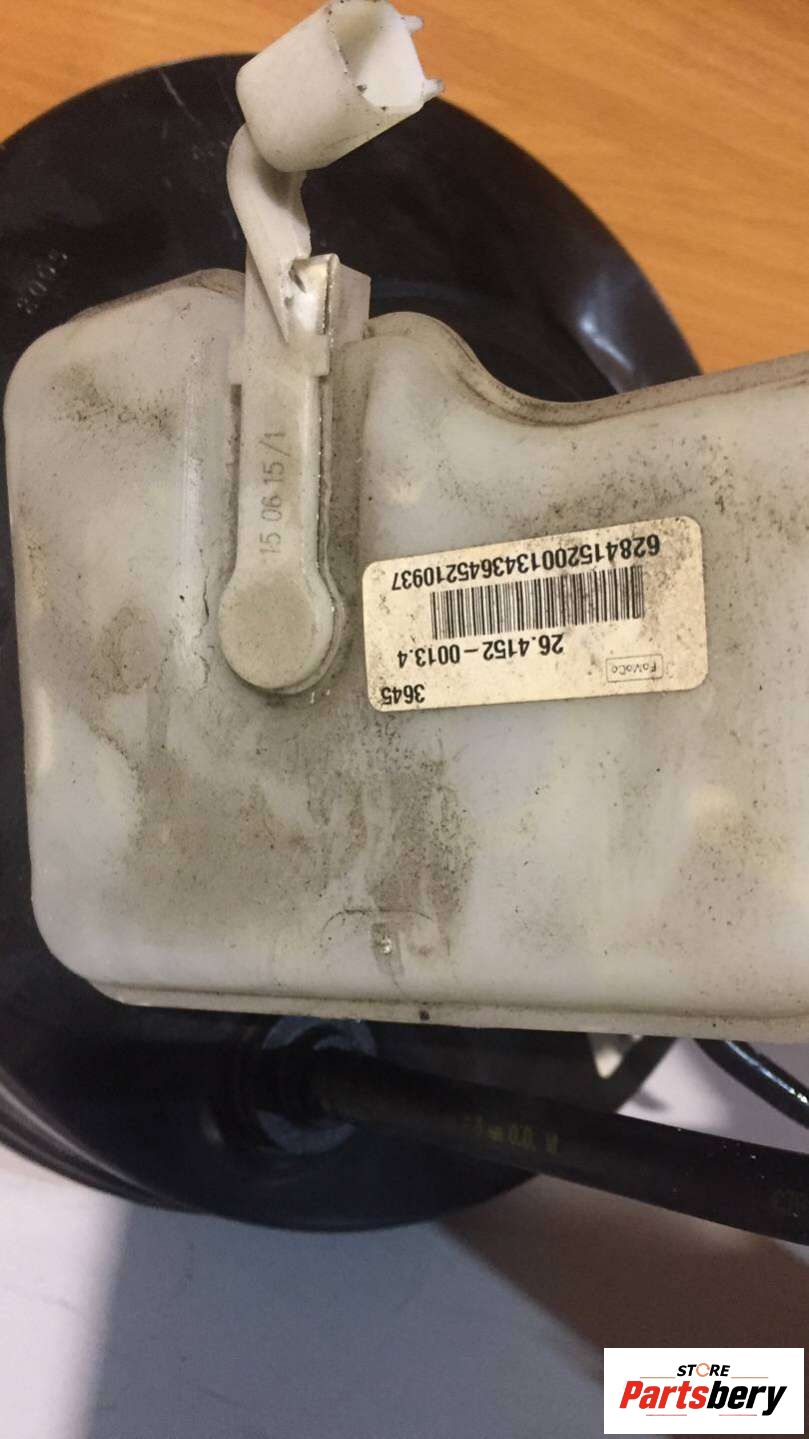 15 06 15/1
FoMoCo
3645
26.4152-0013.4
6284152001343645210937
STORE
Partsbery